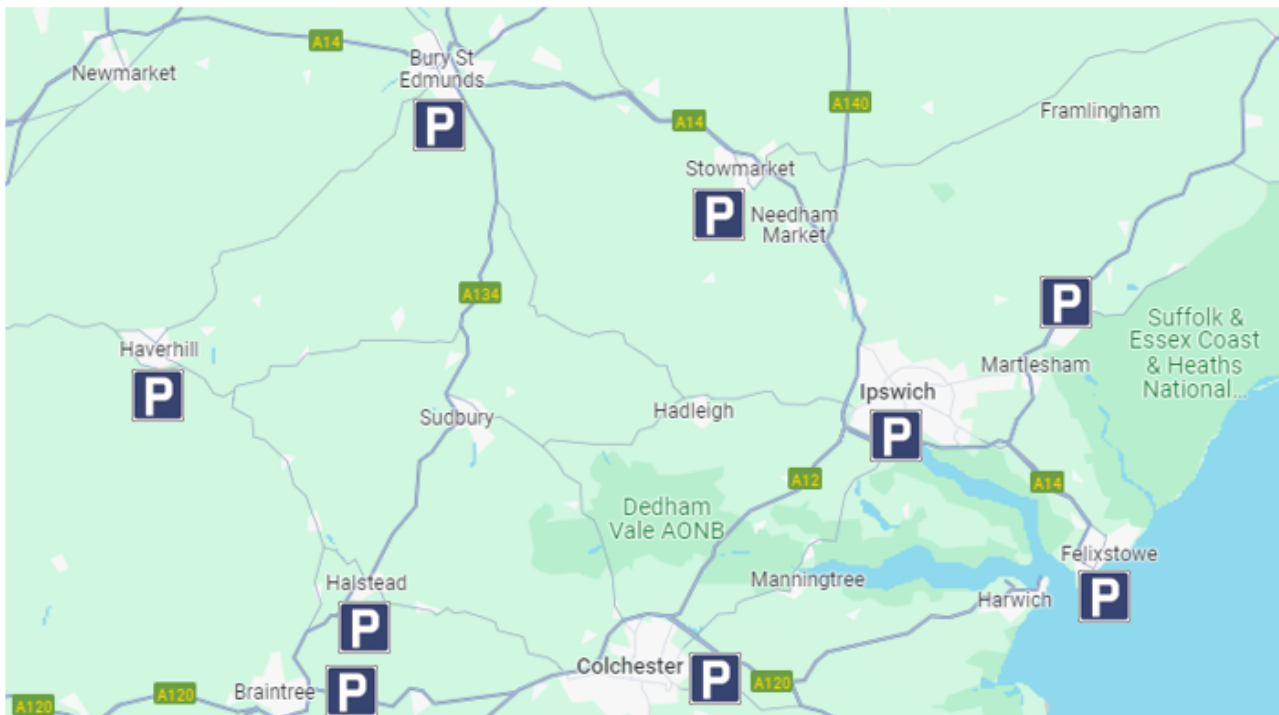 A14
Bury St
Edmunds
Newmarket
P
A14
A140
Framlingham
Stowmarket
P
Needham
Market
A134
P
Suffolk &
Essex Coast
& Heaths
National...
Haverhill
P
Martlesham
Ipswich
P
Sudbury
Hadleigh
A12
A14
Dedham
Vale AONB
Felixstowe
P
Manningtree
Harwich
Halstead
P
Colchester
P
A120
Braintree
P
A120
A120